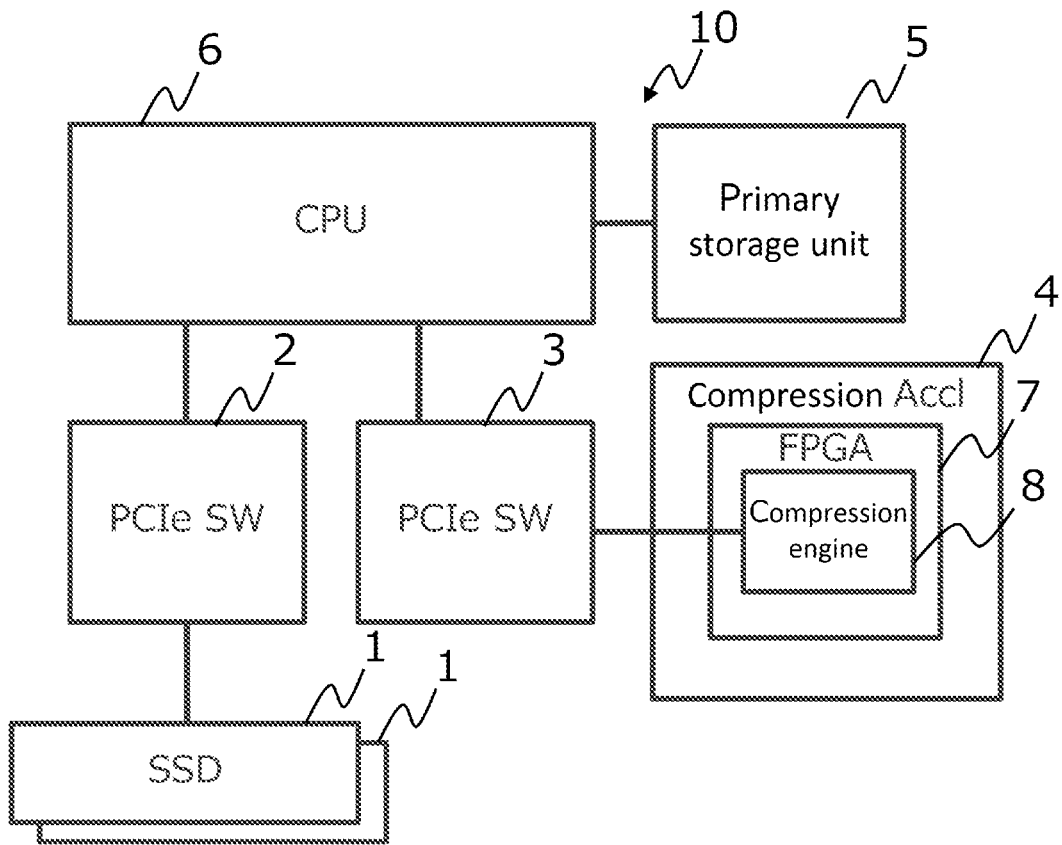 10
6
5
CPU
Primary
storage unit
4
2
3
Compression Accl
7
FPGA
8
PCIe SW
PCIe SW
Compression
engine
1
1
SSD